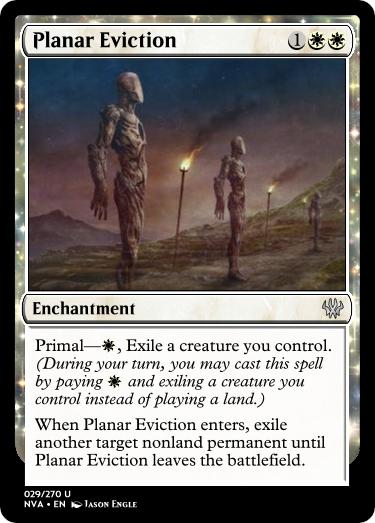 Planar Eviction 1
Enchantment
Primal—, Exile a creature you control.
(During your turn, you may cast this spell
by paying and exiling a creature you
control instead of playing a land.)
When Planar Eviction enters, exile
another target nonland permanent until
Planar Eviction leaves the battlefield.
029/270 U
NVA • EN Jason Engle